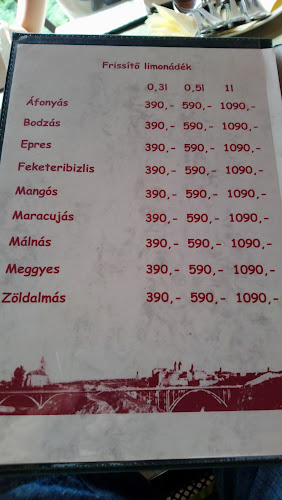 Frissítő limonádék
0,3l 0,5l 1l
Áfonyás 390,- 590,- 1090,-
Bodzás 390,- 590,- 1090,-
Epres 390,- 590,- 1090,-
Feketeribizlis 390,- 590,- 1090,-
Mangós 390,- 590,- 1090,-
Maracujás 390,- 590,- 1090,-
Málnás 390,- 590,- 1090,-
Meggyes 390,- 590,- 1090,-
Zöldalmás 390,- 590,- 1090,-